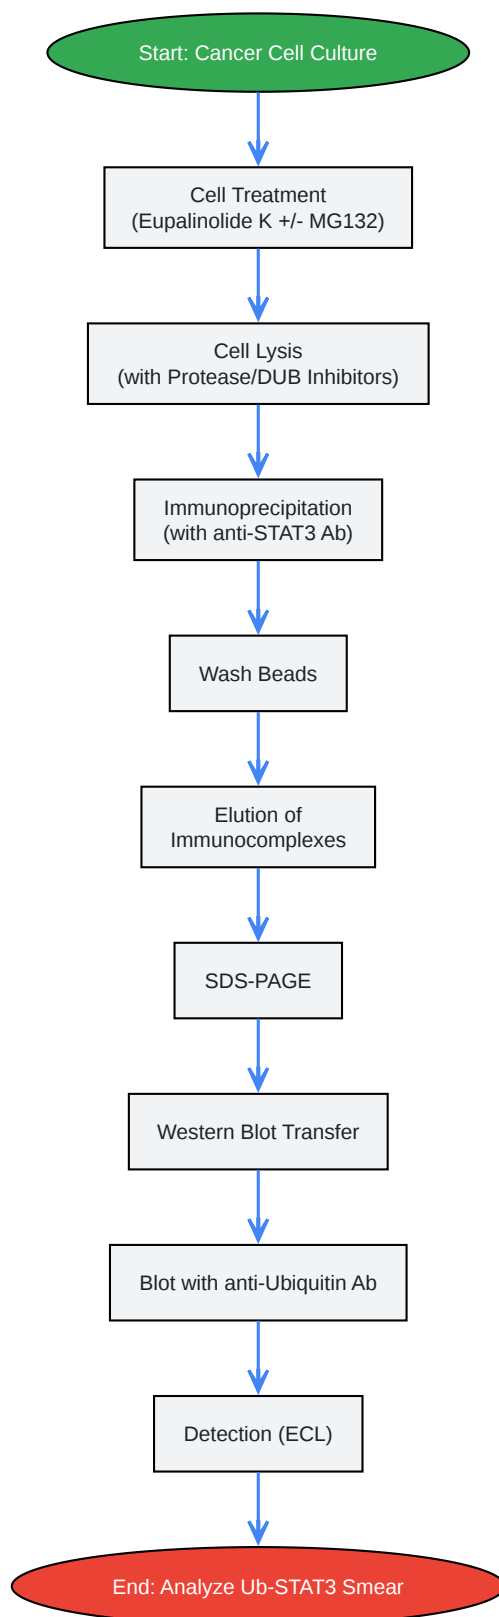 Start: Cancer Cell Culture
Cell Treatment
(Eupalinolide K +/- MG132)
Cell Lysis
(with Protease/DUB Inhibitors)
Immunoprecipitation
(with anti-STAT3 Ab)
Wash Beads
Elution of
Immunocomplexes
SDS-PAGE
Western Blot Transfer
Blot with anti-Ubiquitin Ab
Detection (ECL)
End: Analyze Ub-STAT3 Smear